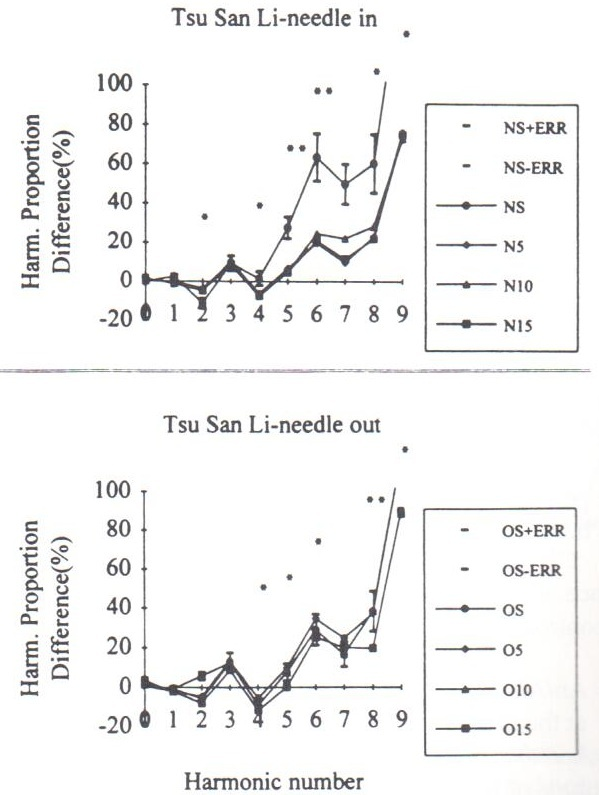 Tsu San Li-needle in
Harm. Proportion
Difference(%)
100
80
60
40
20
0
-20
0 1 2 3 4 5 6 7 8 9
NS+ERR
NS-ERR
NS
N5
N10
N15
Tsu San Li-needle out
Harm. Proportion
Difference(%)
100
80
60
40
20
0
-20
0 1 2 3 4 5 6 7 8 9
Harmonic number
OS+ERR
OS-ERR
OS
O5
O10
O15